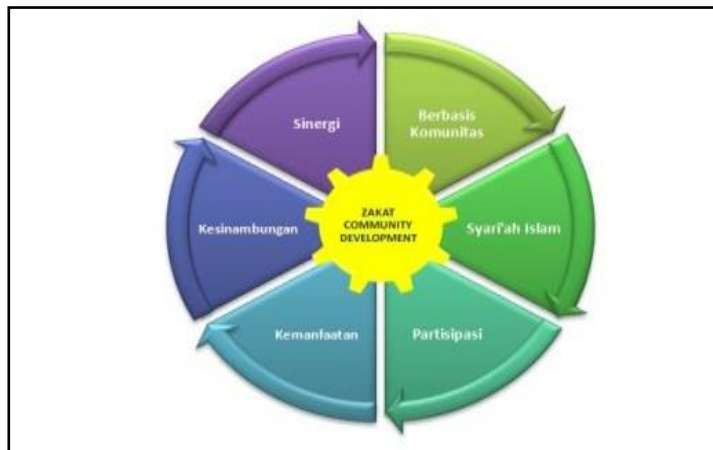 Sinergi
Berbasis
Komunitas
Kesinambungan
ZAKAT
COMMUNITY
DEVELOPMENT
Syari'ah Islam
Kemanfaatan
Partisipasi